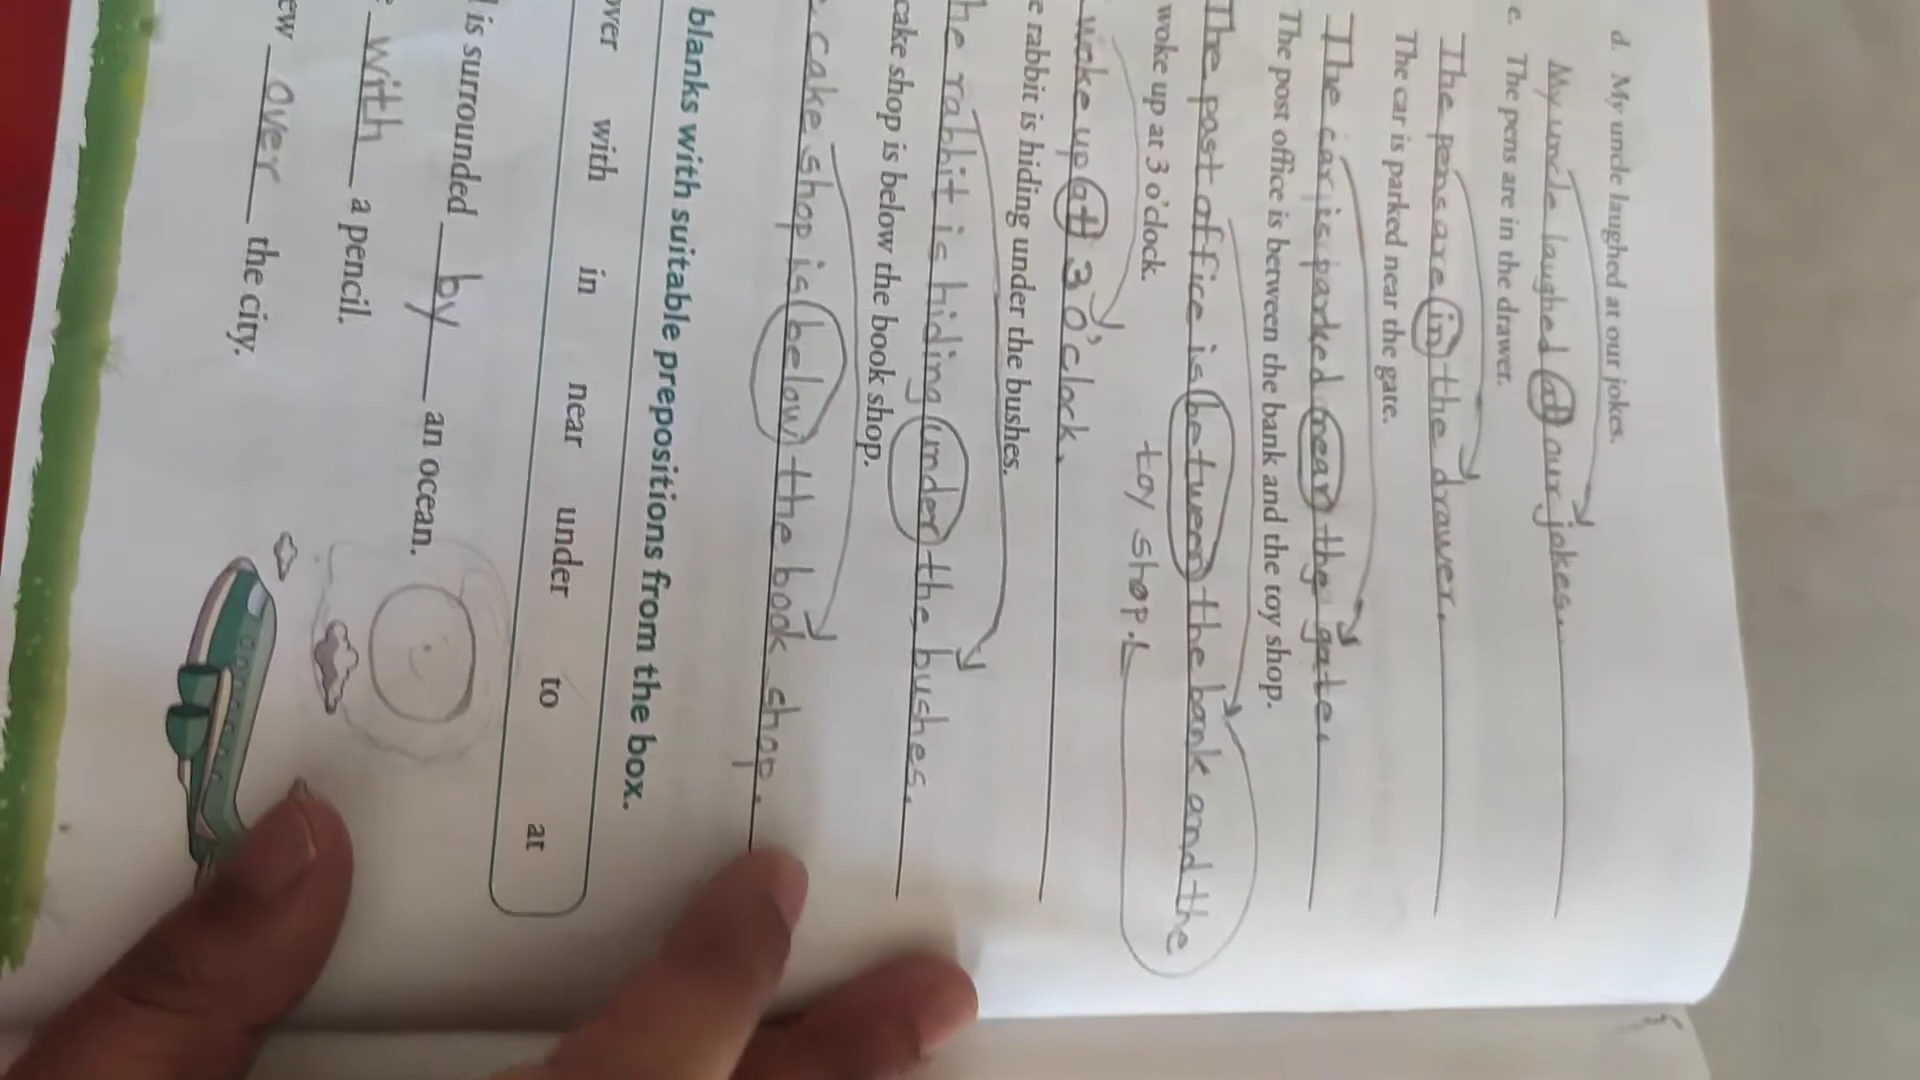 d. My uncle laughed at our jokes.
My uncle laughed at our jokes.
e. The pens are in the drawer.
The pens are in the drawer.
The car is parked near the gate.
The car is parked near the gate.
The post office is between the bank and the toy shop.
The post office is between the bank and the
toy shop.
woke up at 3 o'clock.
woke up at 3 o'clock.
e rabbit is hiding under the bushes.
he rabbit is hiding under the bushes.
cake shop is below the book shop.
cake shop is below the book shop.
blanks with suitable prepositions from the box.
over with in near under to at
is surrounded by an ocean.
with a pencil.
ew over the city.